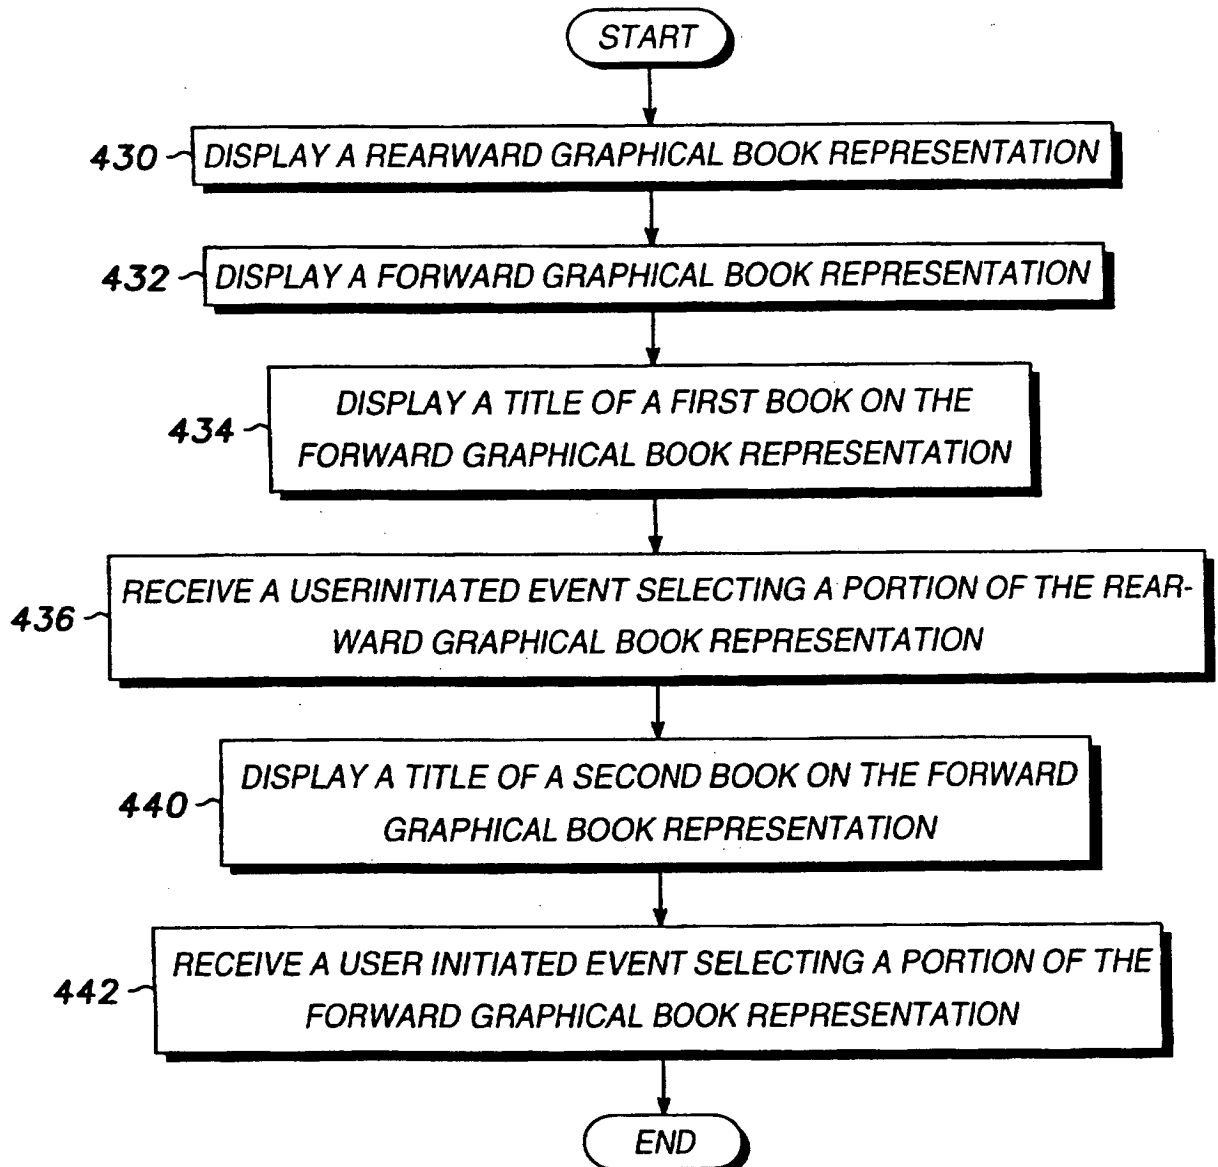 START
430 DISPLAY A REARWARD GRAPHICAL BOOK REPRESENTATION
432 DISPLAY A FORWARD GRAPHICAL BOOK REPRESENTATION
434
DISPLAY A TITLE OF A FIRST BOOK ON THE
FORWARD GRAPHICAL BOOK REPRESENTATION
436
RECEIVE A USERINITIATED EVENT SELECTING A PORTION OF THE REAR-
WARD GRAPHICAL BOOK REPRESENTATION
440
DISPLAY A TITLE OF A SECOND BOOK ON THE FORWARD
GRAPHICAL BOOK REPRESENTATION
442
RECEIVE A USER INITIATED EVENT SELECTING A PORTION OF THE
FORWARD GRAPHICAL BOOK REPRESENTATION
END